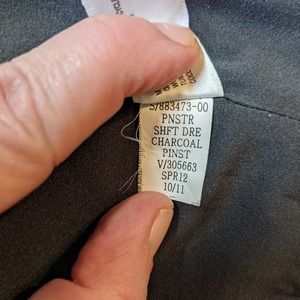 S/883473-00
PNSTR
SHFT DRE
CHARCOAL
PINST
V/305663
SPR12
10/11